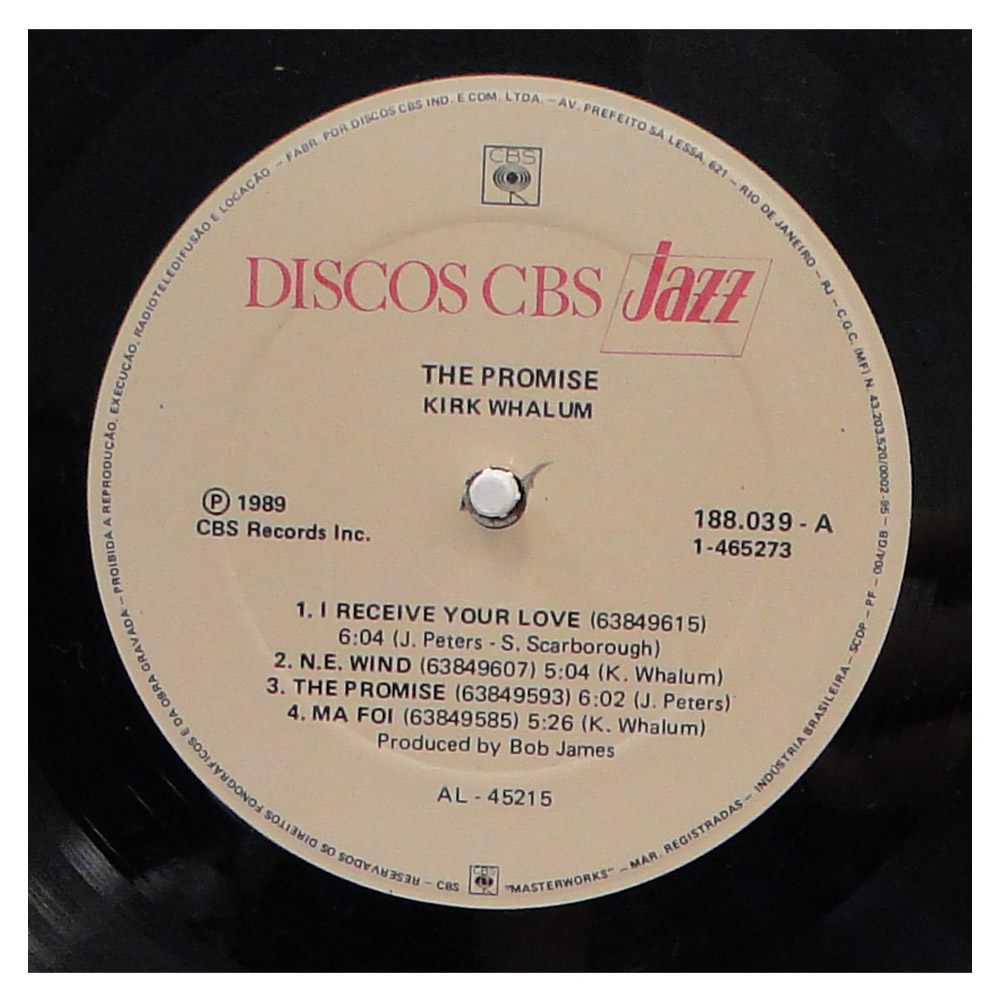 — FABR. POR DISCOS CBS IND. E COM. LTDA. — AV. PREFEITO SÁ LESSA, 621 — RIO DE JANEIRO — RJ — C.G.C. (MF) N. 43.203.520/0002-95 — PF — 004/GB — SCDP — INDÚSTRIA BRASILEIRA — MAR. REGISTRADAS — "MASTERWORKS"
CBS
DISCOS CBS Jazz
THE PROMISE
KIRK WHALUM
Ⓟ 1989
CBS Records Inc.
188.039 - A
1-465273
1. I RECEIVE YOUR LOVE (63849615)
6:04 (J. Peters - S. Scarborough)
2. N.E. WIND (63849607) 5:04 (K. Whalum)
3. THE PROMISE (63849593) 6:02 (J. Peters)
4. MA FOI (63849585) 5:26 (K. Whalum)
Produced by Bob James
AL - 45215
CBS
CBS — RESERVADOS OS DIREITOS FONOGRÁFICOS E DA OBRA GRAVADA — PROIBIDA A REPRODUÇÃO, EXECUÇÃO, RADIOTELEDIFUSÃO E LOCAÇÃO